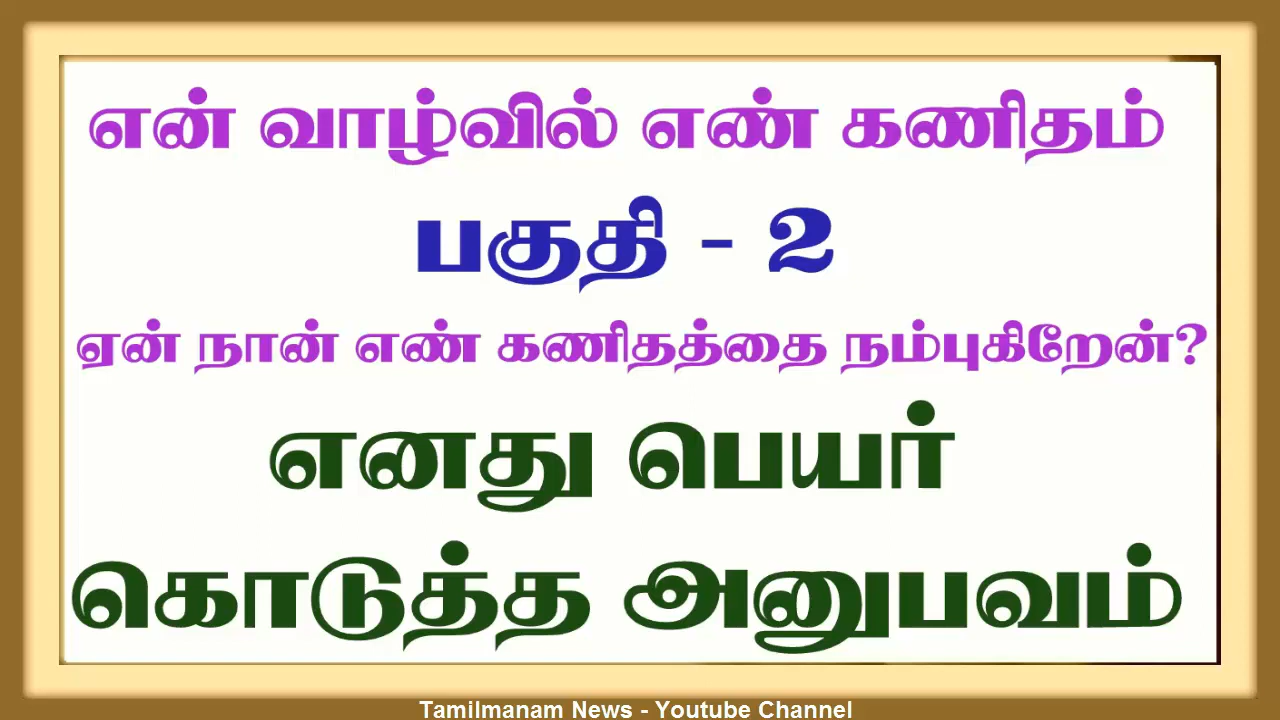 என் வாழ்வில் எண் கணிதம்
பகுதி - 2
ஏன் நான் எண் கணிதத்தை நம்புகிறேன்?
எனது பெயர்
கொடுத்த அனுபவம்
Tamilmanam News - Youtube Channel